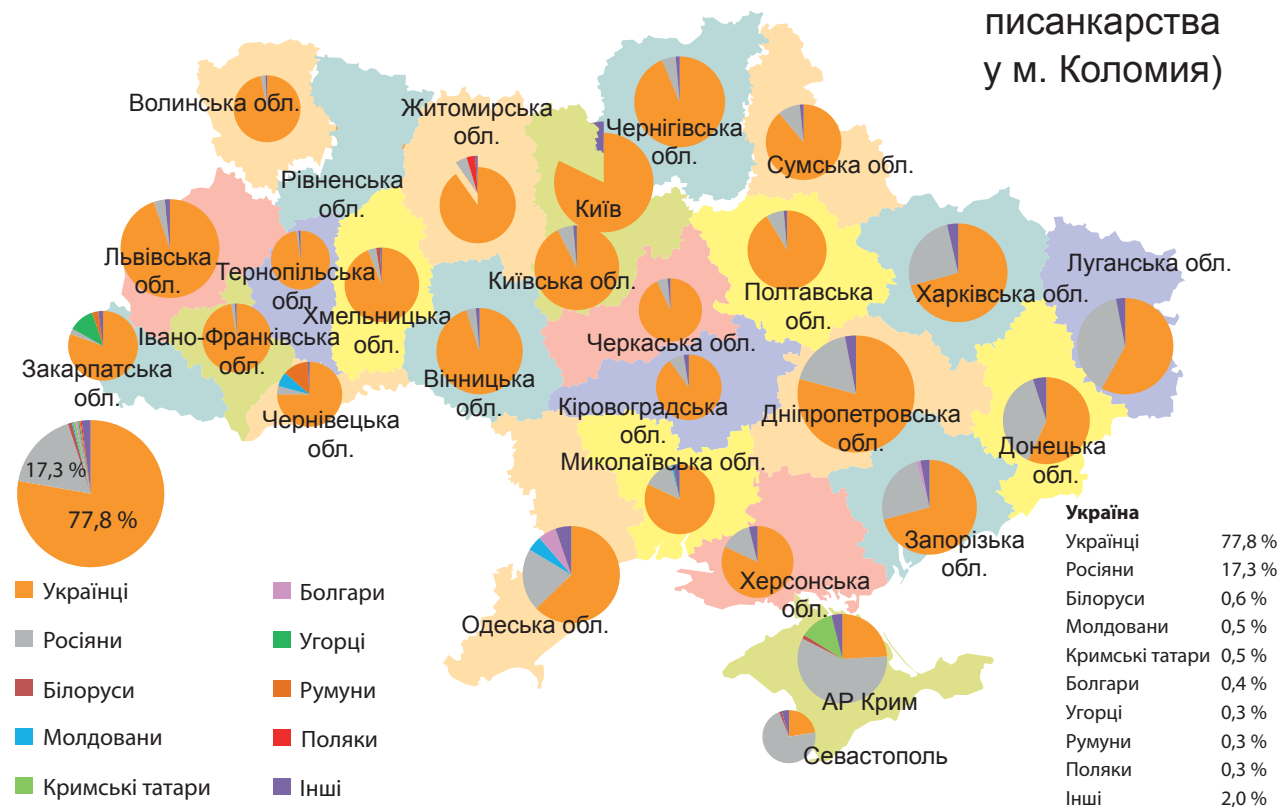 писанкарства
у м. Коломия)
Волинська обл.
Житомирська
обл.
Чернігівська
обл.
Сумська обл.
Рівненська
обл.
Київ
Львівська
обл.
Тернопільська
обл.
Київська обл.
Полтавська
обл.
Харківська обл.
Луганська обл.
Хмельницька
обл.
Івано-Франківська
обл.
Черкаська обл.
Закарпатська
обл.
Вінницька
обл.
Чернівецька
обл.
Кіровоградська
обл.
Дніпропетровська
обл.
Донецька
обл.
Миколаївська обл.
Запорізька
обл.
Херсонська
обл.
Одеська обл.
АР Крим
Севастополь
17,3 %
77,8 %
Українці
Росіяни
Білоруси
Молдовани
Кримські татари
Болгари
Угорці
Румуни
Поляки
Інші
Україна
Українці 77,8 %
Росіяни 17,3 %
Білоруси 0,6 %
Молдовани 0,5 %
Кримські татари 0,5 %
Болгари 0,4 %
Угорці 0,3 %
Румуни 0,3 %
Поляки 0,3 %
Інші 2,0 %